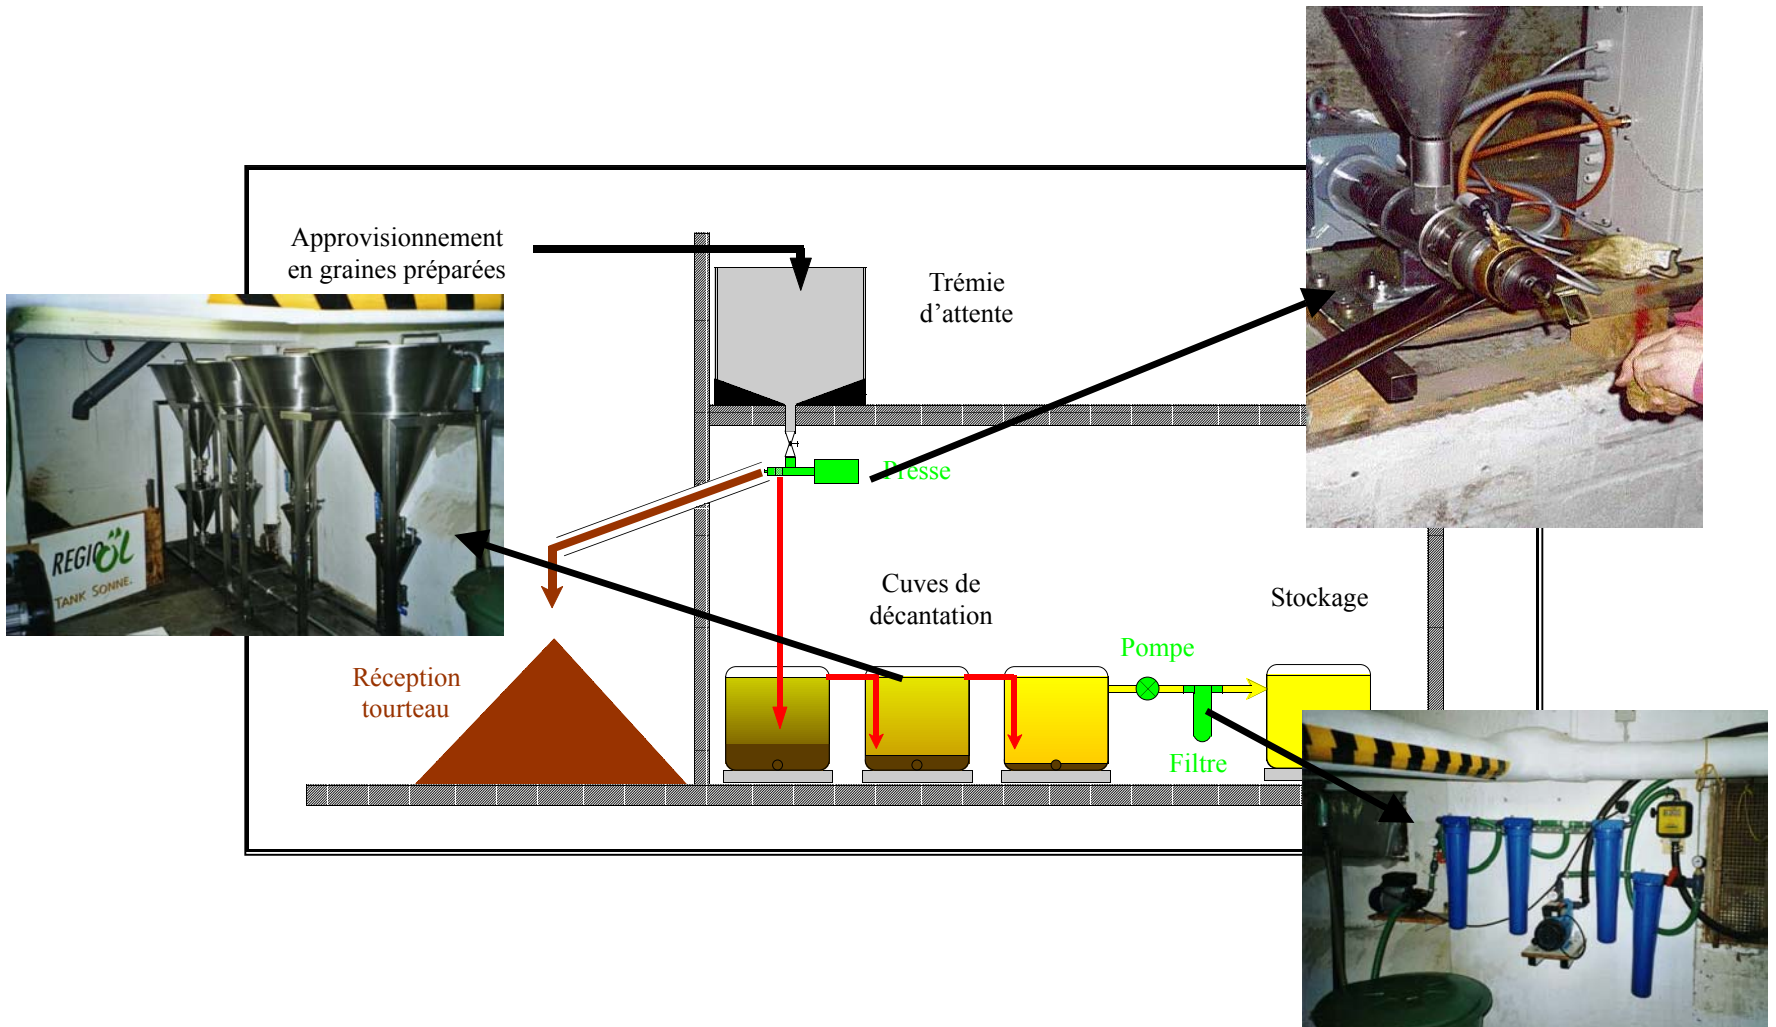 Approvisionnement
en graines préparées
Trémie
d’attente
Presse
REGIOÖL
TANK SONNE.
Cuves de
décantation
Stockage
Pompe
Réception
tourteau
Filtre